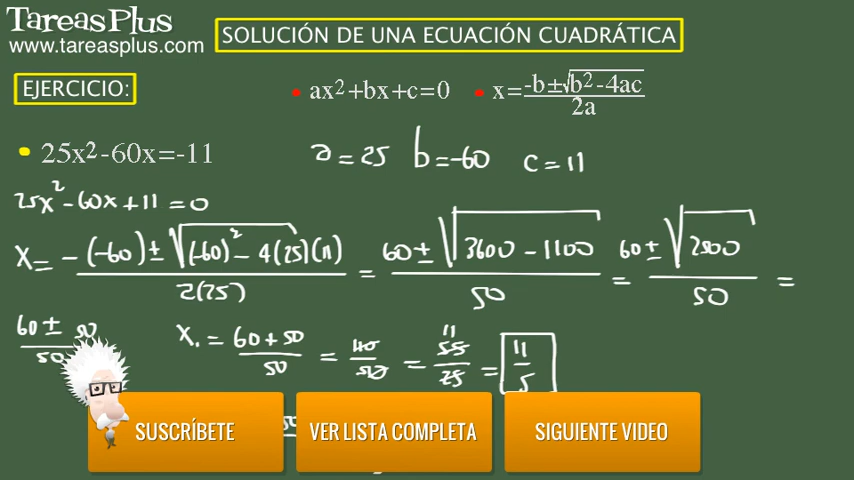 TareasPlus
www.tareasplus.com
SOLUCIÓN DE UNA ECUACIÓN CUADRÁTICA
EJERCICIO:
• ax²+bx+c=0 • x=(-b±√(b²-4ac))/2a
• 25x²-60x=-11
a=25 b=-60 c=11
25x²-60x+11=0
x= (-(-60)±√((-60)²-4(25)(11)))/2(25) = (60±√(3600-1100))/50 = (60±√2500)/50 =
(60±50)/50 x₁= (60+50)/50 = = 11/5
SUSCRÍBETE
VER LISTA COMPLETA
SIGUIENTE VIDEO